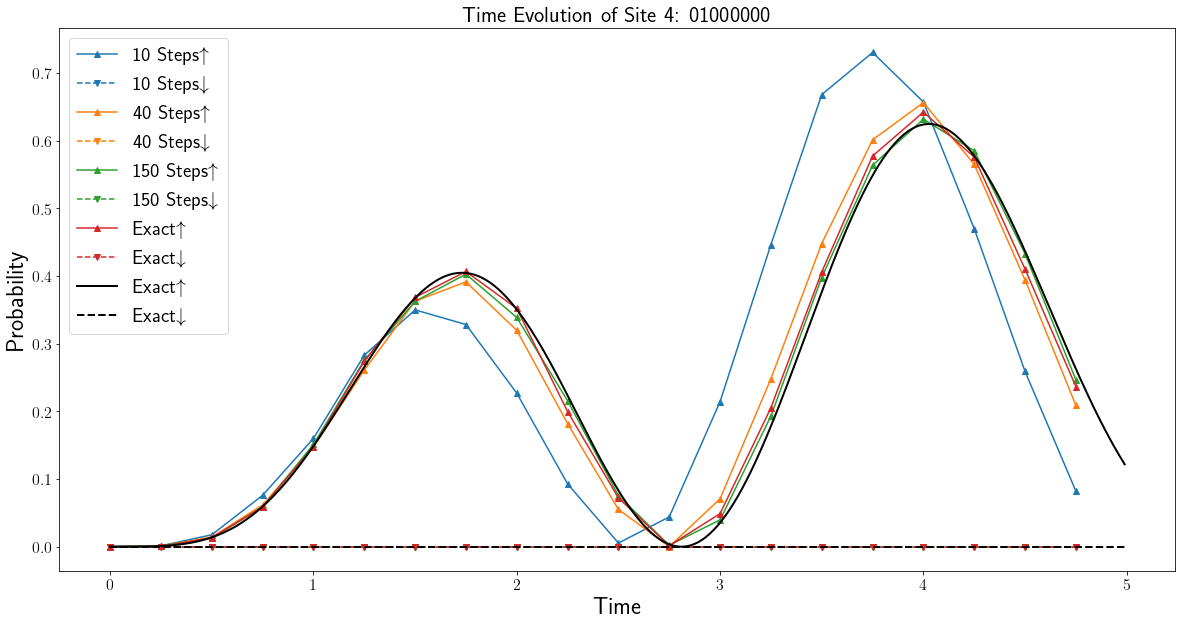 Time Evolution of Site 4: 01000000
10 Steps↑
10 Steps↓
40 Steps↑
40 Steps↓
150 Steps↑
150 Steps↓
Exact↑
Exact↓
Exact↑
Exact↓
Probability
0.7
0.6
0.5
0.4
0.3
0.2
0.1
0.0
0 1 2 3 4 5
Time